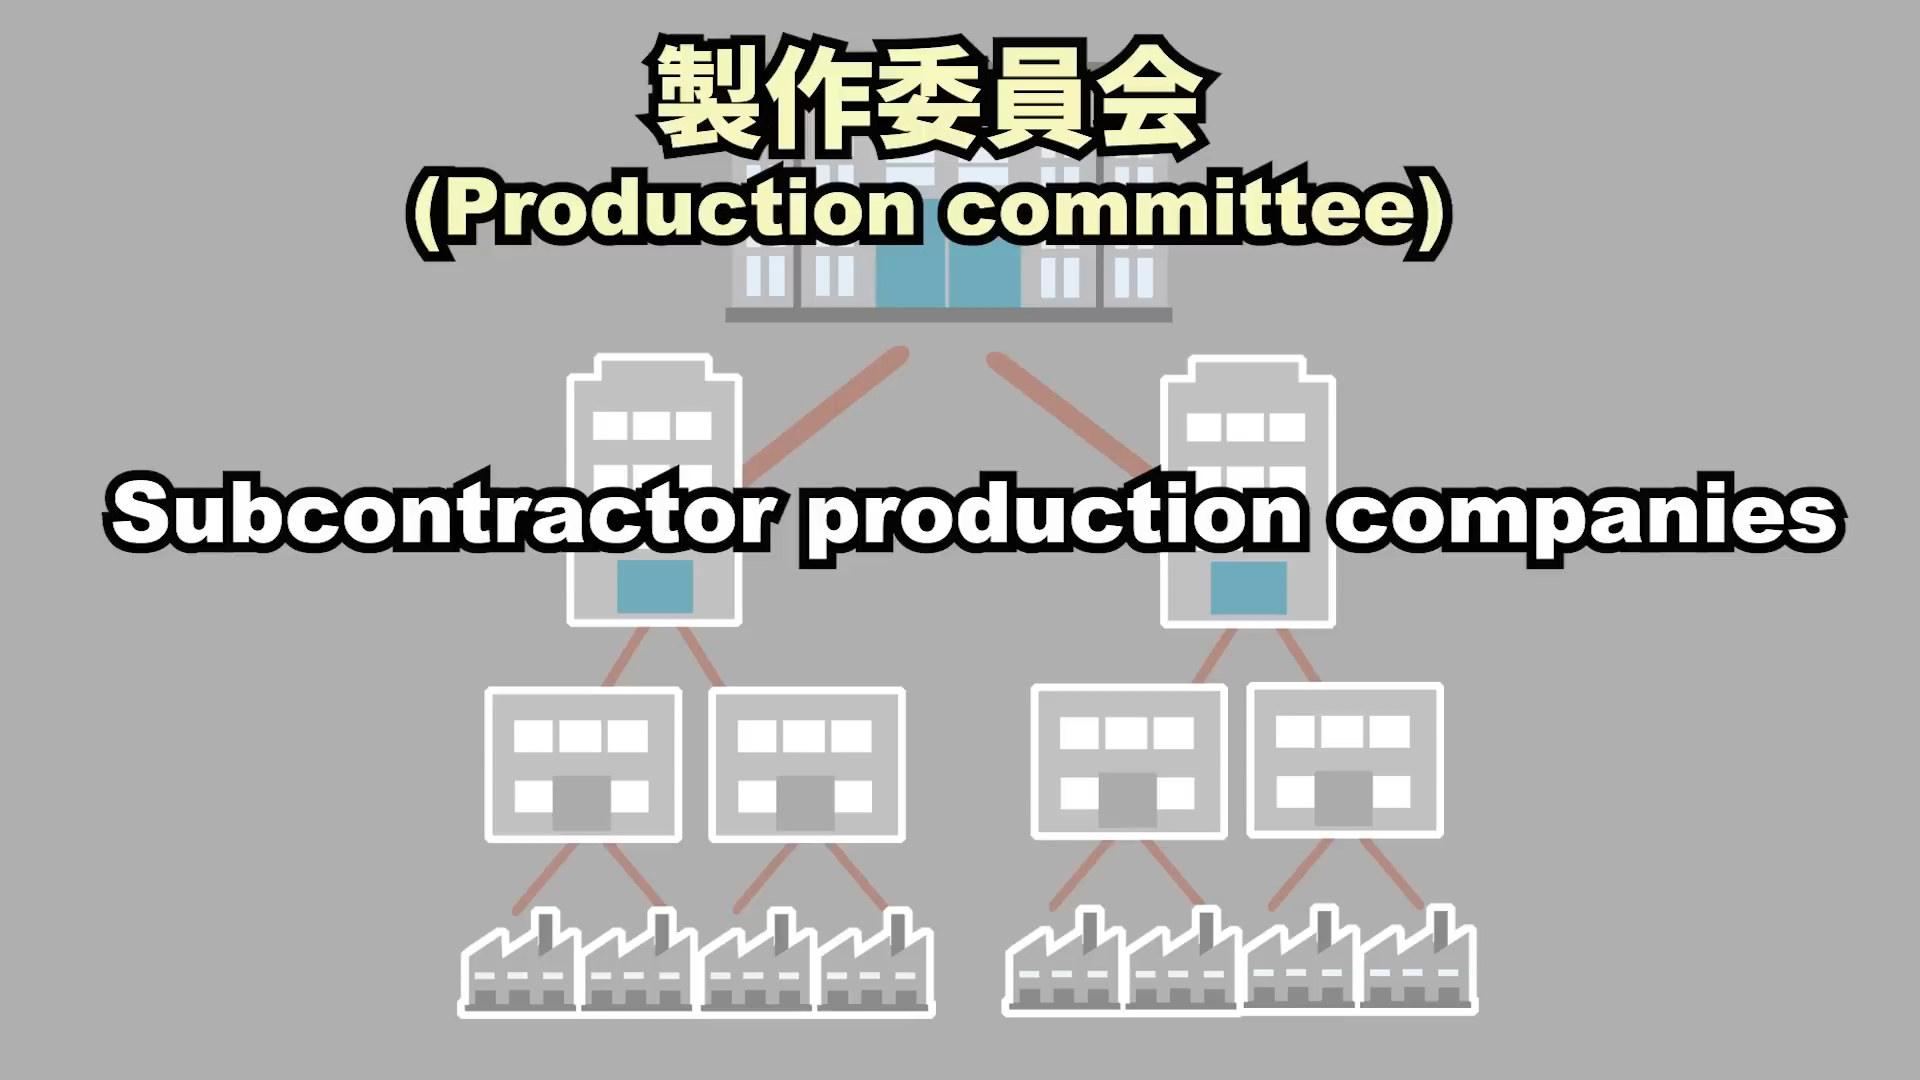 製作委員会
(Production committee)
Subcontractor production companies